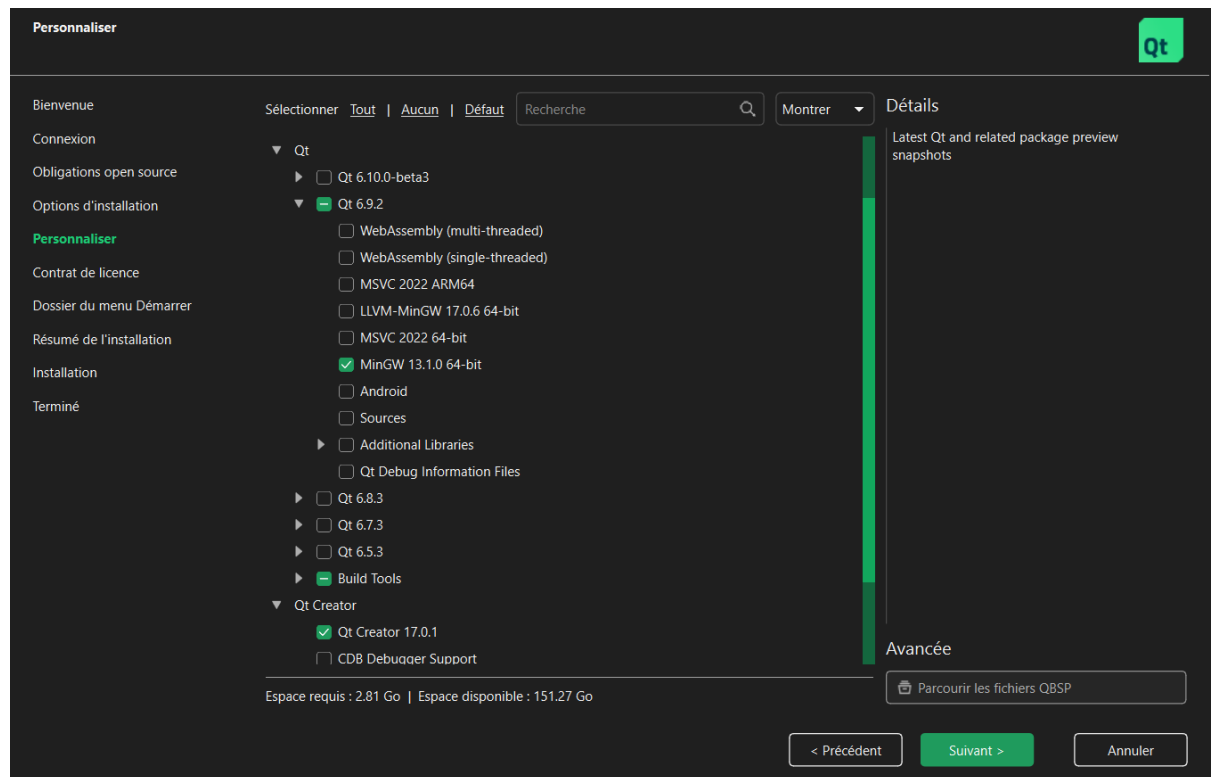 Personnaliser
Qt
Bienvenue
Connexion
Obligations open source
Options d'installation
Personnaliser
Contrat de licence
Dossier du menu Démarrer
Résumé de l'installation
Installation
Terminé
Sélectionner Tout | Aucun | Défaut Recherche Montrer
Qt
Qt 6.10.0-beta3
Qt 6.9.2
WebAssembly (multi-threaded)
WebAssembly (single-threaded)
MSVC 2022 ARM64
LLVM-MinGW 17.0.6 64-bit
MSVC 2022 64-bit
MinGW 13.1.0 64-bit
Android
Sources
Additional Libraries
Qt Debug Information Files
Qt 6.8.3
Qt 6.7.3
Qt 6.5.3
Build Tools
Qt Creator
Qt Creator 17.0.1
CDB Debugger Support
Espace requis : 2.81 Go | Espace disponible : 151.27 Go
Détails
Latest Qt and related package preview
snapshots
Avancée
Parcourir les fichiers QBSP
< Précédent Suivant > Annuler